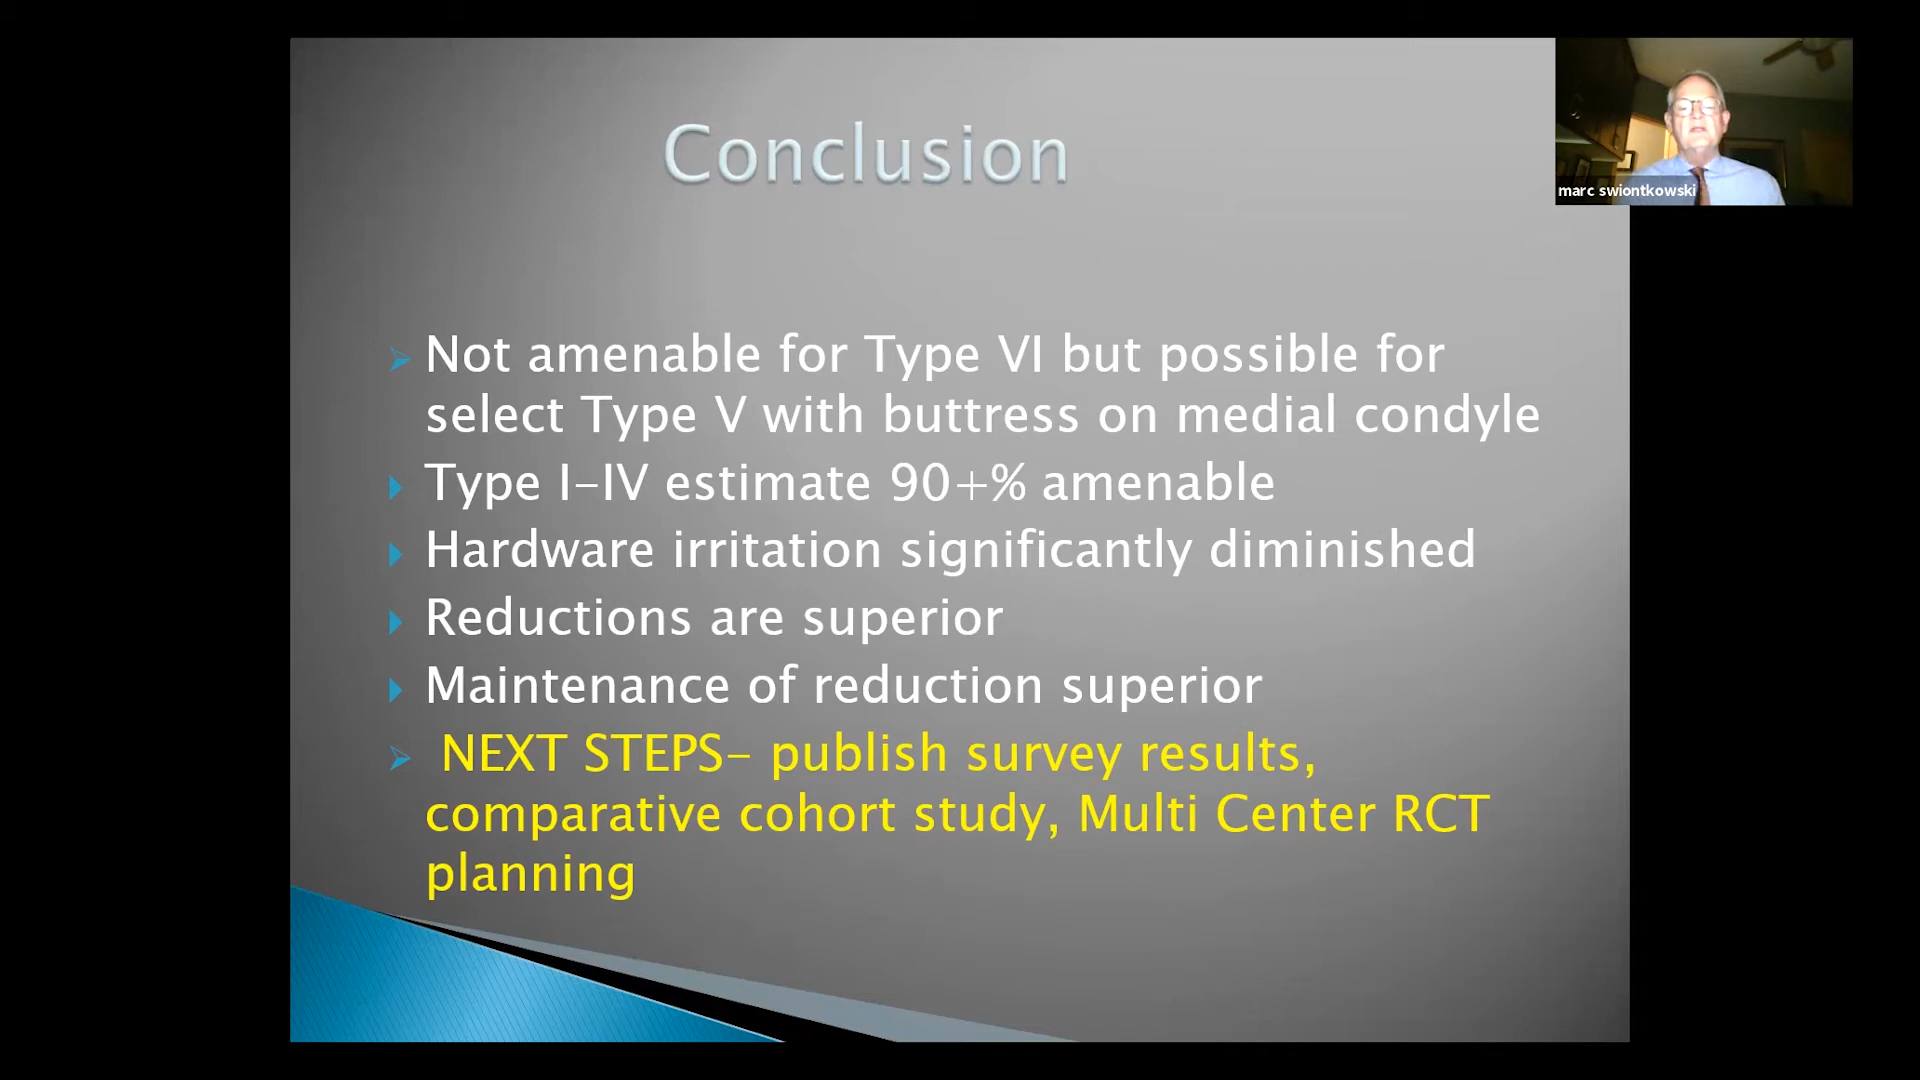 Conclusion
marc swiontkowski
Not amenable for Type VI but possible for
select Type V with buttress on medial condyle
Type I-IV estimate 90+% amenable
Hardware irritation significantly diminished
Reductions are superior
Maintenance of reduction superior
NEXT STEPS- publish survey results,
comparative cohort study, Multi Center RCT
planning